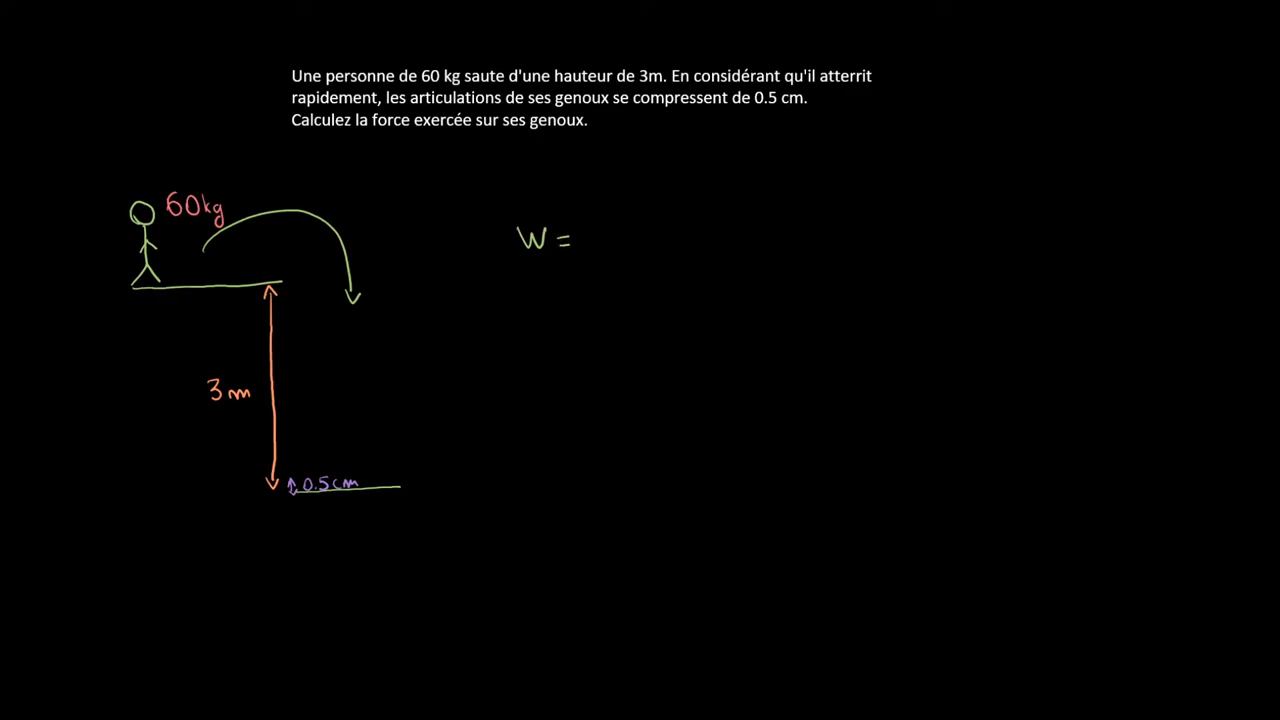 Une personne de 60 kg saute d'une hauteur de 3m. En considérant qu'il atterrit
rapidement, les articulations de ses genoux se compressent de 0.5 cm.
Calculez la force exercée sur ses genoux.
60kg
W =
3 m
0.5cm